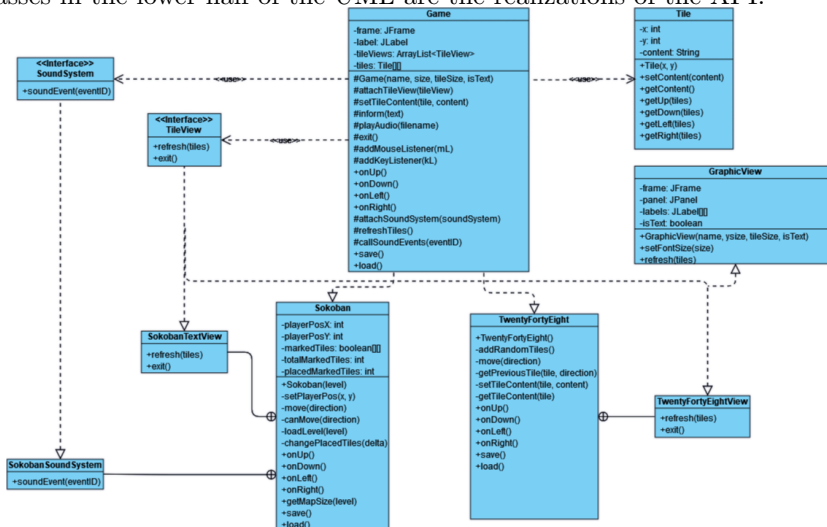 asses in the lower half of the UML are the realizations of the API.
Game
-frame: JFrame
-label: JLabel
-tileViews: ArrayList<TileView>
-tiles: Tile[][]
#Game(name, size, tileSize, isText)
#attachTileView(tileView)
#setTileContent(tile, content)
#inform(text)
#playAudio(filename)
#exit()
#addMouseListener(mL)
#addKeyListener(kL)
+onUp()
+onDown()
+onLeft()
+onRight()
#attachSoundSystem(soundSystem)
#refreshTiles()
#callSoundEvents(eventID)
+save()
+load()
Tile
-x: int
-y: int
-content: String
+Tile(x, y)
+setContent(content)
+getContent()
+getUp(tiles)
+getDown(tiles)
+getLeft(tiles)
+getRight(tiles)
<<Interface>>
SoundSystem
+soundEvent(eventID)
<<use>>
<<use>>
<<Interface>>
TileView
+refresh(tiles)
+exit()
<<use>>
GraphicView
-frame: JFrame
-panel: JPanel
-labels: JLabel[][]
-isText: boolean
+GraphicView(name, ysize, tileSize, isText)
+setFontSize(size)
+refresh(tiles)
Sokoban
-playerPosX: int
-playerPosY: int
-markedTiles: boolean[][]
-totalMarkedTiles: int
-placedMarkedTiles: int
+Sokoban(level)
-setPlayerPos(x, y)
-move(direction)
-canMove(direction)
-loadLevel(level)
-changePlacedTiles(delta)
+onUp()
+onDown()
+onLeft()
+onRight()
+getMapSize(level)
+save()
+load()
TwentyFortyEight
+TwentyFortyEight()
-addRandomTiles()
-move(direction)
-getPreviousTile(tile, direction)
-setTileContent(tile, content)
-getTileContent(tile)
+onUp()
+onDown()
+onLeft()
+onRight()
+save()
+load()
SokobanTextView
+refresh(tiles)
+exit()
TwentyFortyEightView
+refresh(tiles)
+exit()
SokobanSoundSystem
+soundEvent(eventID)